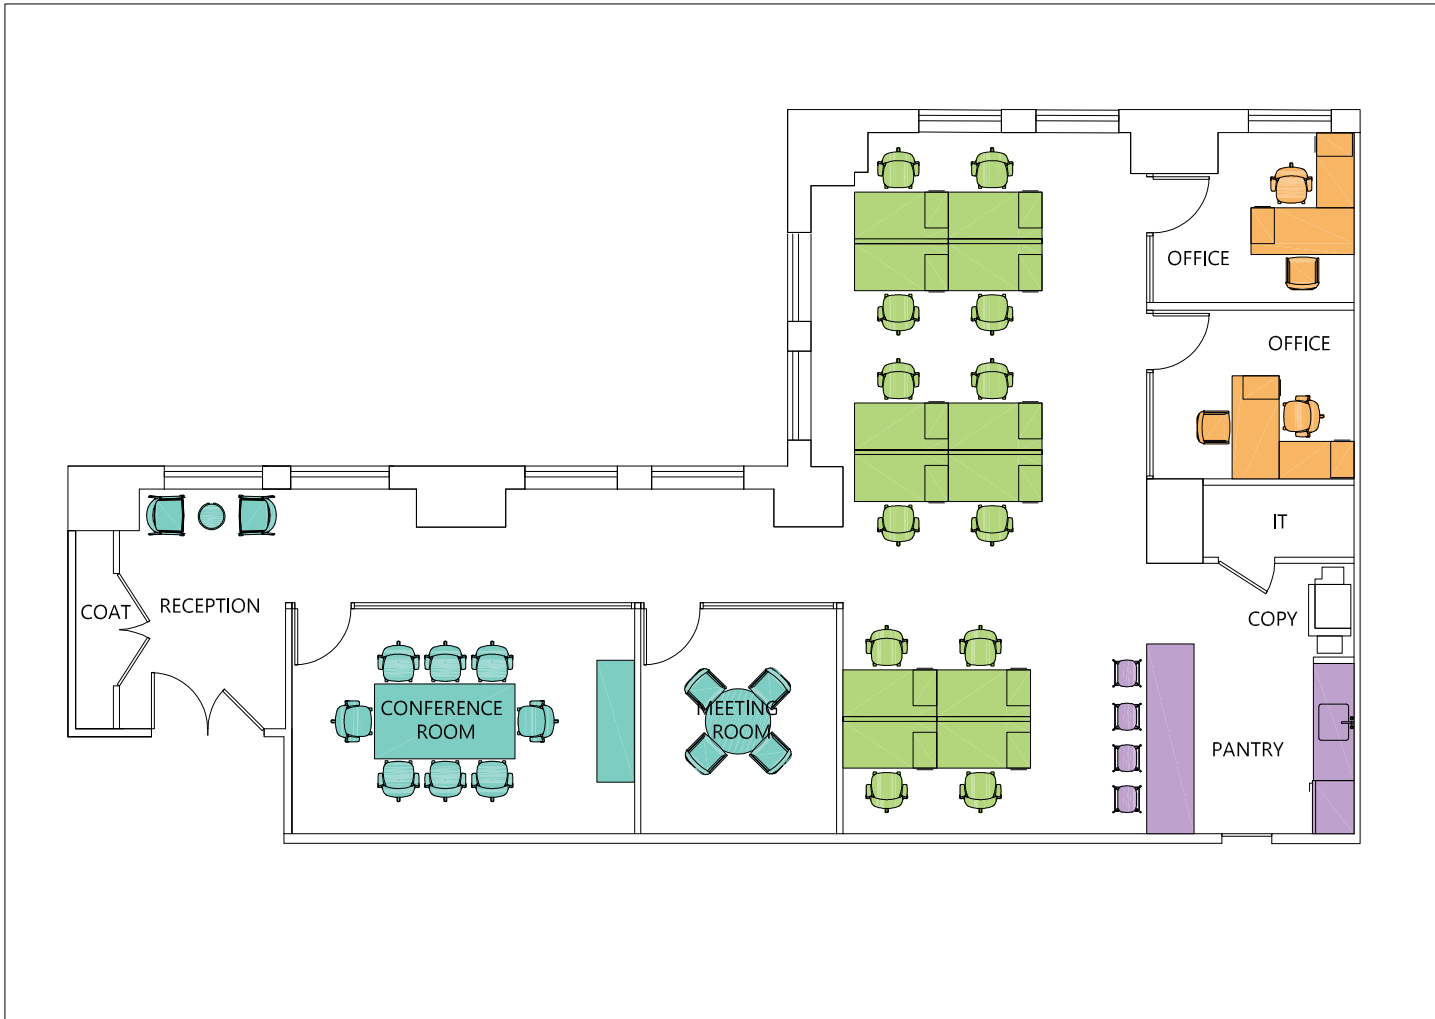 OFFICE
OFFICE
IT
COPY
COAT
RECEPTION
CONFERENCE
ROOM
MEETING
ROOM
PANTRY